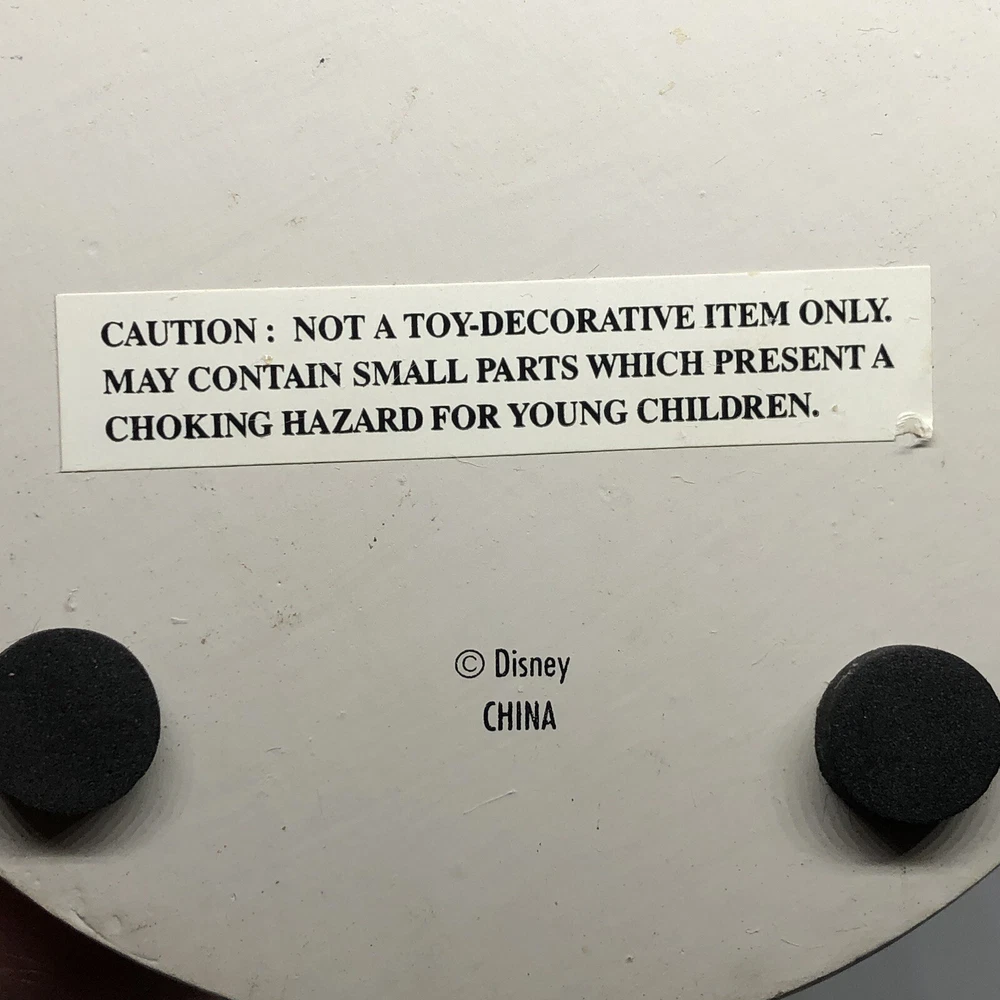 CAUTION : NOT A TOY-DECORATIVE ITEM ONLY.
MAY CONTAIN SMALL PARTS WHICH PRESENT A
CHOKING HAZARD FOR YOUNG CHILDREN.
© Disney
CHINA